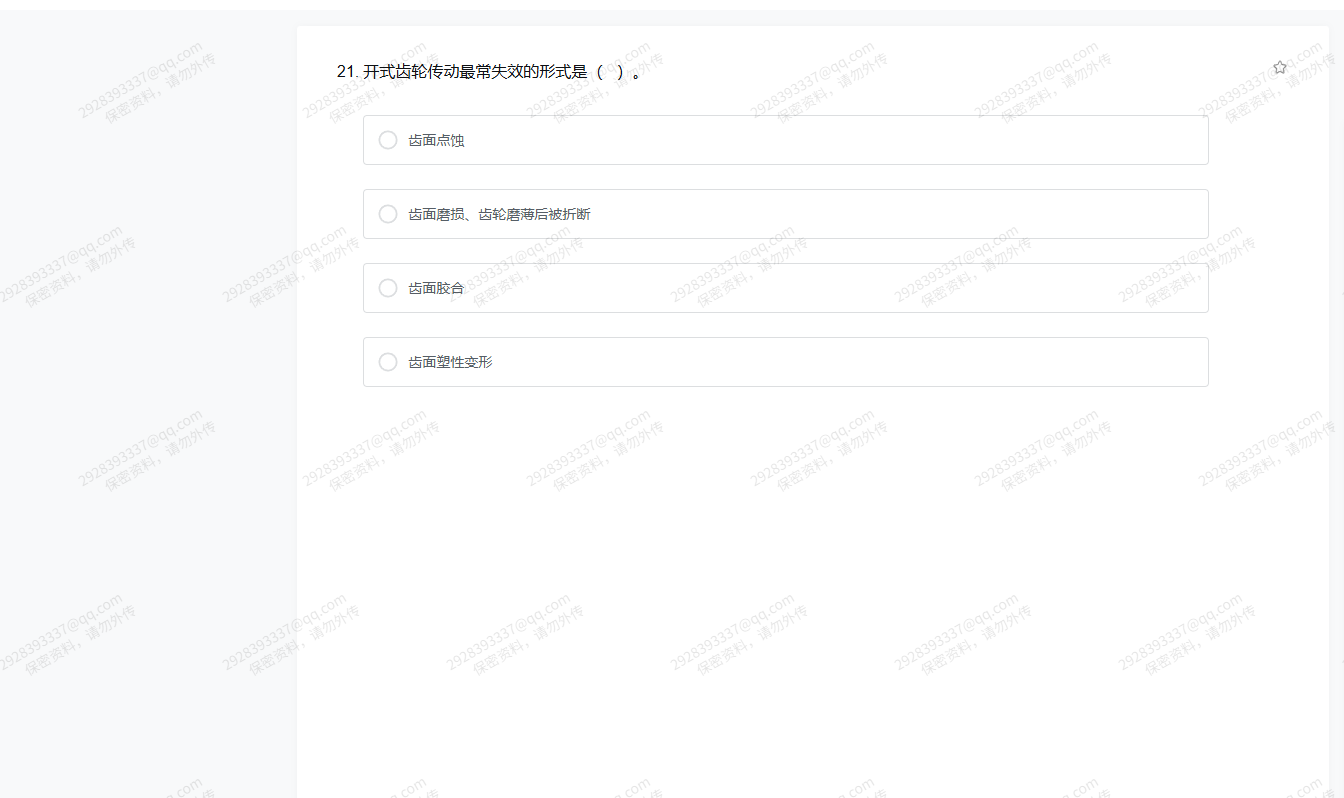 21. 开式齿轮传动最常失效的形式是（　）。
齿面点蚀
齿面磨损、齿轮磨薄后被折断
齿面胶合
齿面塑性变形
2928393337@qq.com
保密资料，请勿外传